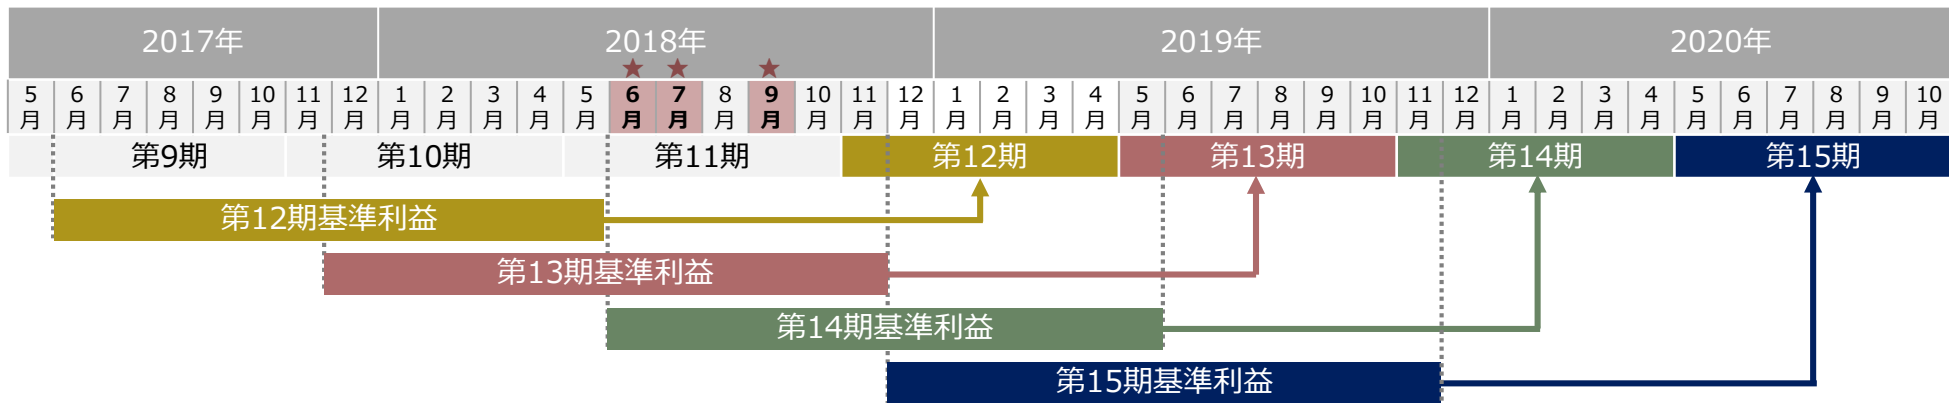 2017年 2018年 2019年 2020年
★ ★ ★
5月 6月 7月 8月 9月 10月 11月 12月 1月 2月 3月 4月 5月 6月 7月 8月 9月 10月 11月 12月 1月 2月 3月 4月 5月 6月 7月 8月 9月 10月 11月 12月 1月 2月 3月 4月 5月 6月 7月 8月 9月 10月
第9期 第10期 第11期 第12期 第13期 第14期 第15期
第12期基準利益
第13期基準利益
第14期基準利益
第15期基準利益